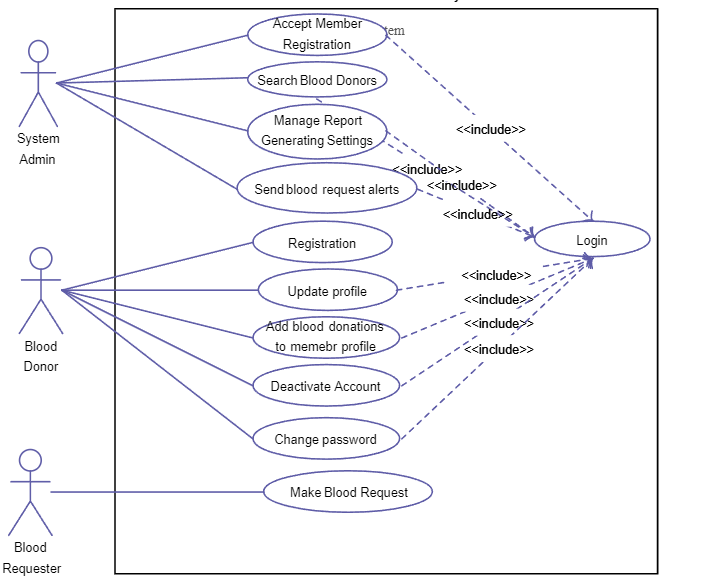 Accept Member
Registration
tem
Search Blood Donors
Manage Report
Generating Settings
Send blood request alerts
System
Admin
<<include>>
<<include>>
<<include>>
<<include>>
Login
Registration
Update profile
Add blood donations
to memebr profile
Deactivate Account
Change password
Blood
Donor
<<include>>
<<include>>
<<include>>
<<include>>
Make Blood Request
Blood
Requester